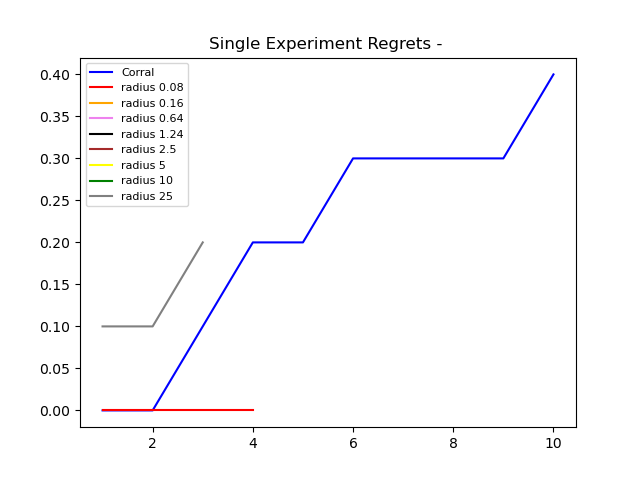 Single Experiment Regrets -
Corral
radius 0.08
radius 0.16
radius 0.64
radius 1.24
radius 2.5
radius 5
radius 10
radius 25
0.40
0.35
0.30
0.25
0.20
0.15
0.10
0.05
0.00
2 4 6 8 10